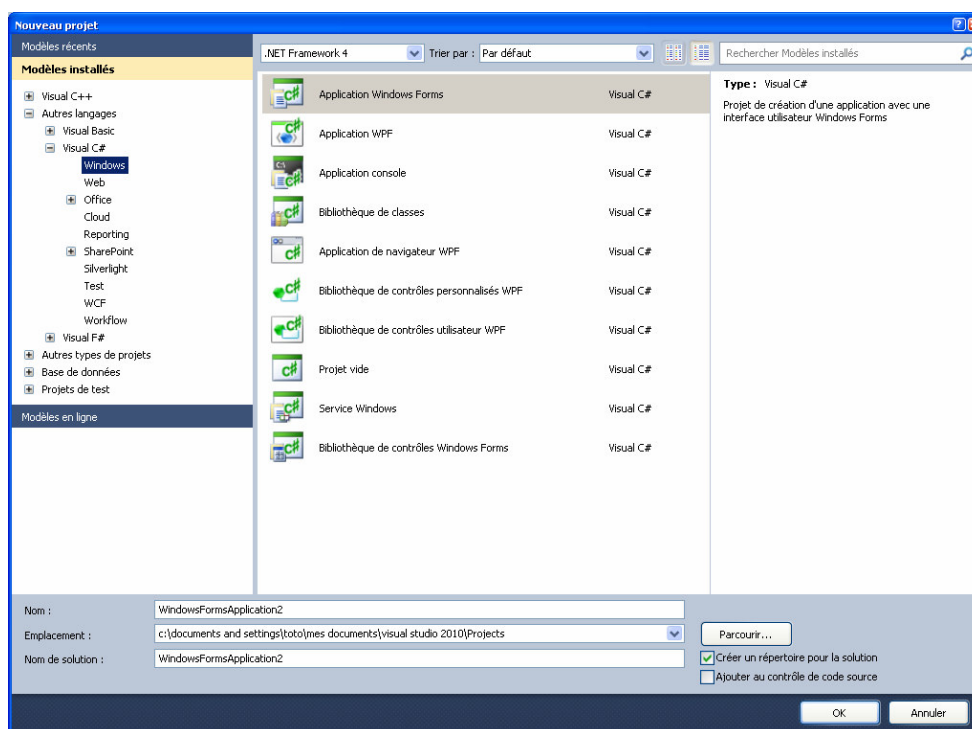 Nouveau projet
Modèles récents
Modèles installés
Visual C++
Autres langages
Visual Basic
Visual C#
Windows
Web
Office
Cloud
Reporting
SharePoint
Silverlight
Test
WCF
Workflow
Visual F#
Autres types de projets
Base de données
Projets de test
Modèles en ligne
.NET Framework 4 Trier par : Par défaut Rechercher Modèles installés
Application Windows Forms Visual C#
Application WPF Visual C#
Application console Visual C#
Bibliothèque de classes Visual C#
Application de navigateur WPF Visual C#
Bibliothèque de contrôles personnalisés WPF Visual C#
Bibliothèque de contrôles utilisateur WPF Visual C#
Projet vide Visual C#
Service Windows Visual C#
Bibliothèque de contrôles Windows Forms Visual C#
Type : Visual C#
Projet de création d'une application avec une
interface utilisateur Windows Forms
Nom : WindowsFormsApplication2
Emplacement : c:\documents and settings\toto\mes documents\visual studio 2010\Projects Parcourir...
Nom de solution : WindowsFormsApplication2
Créer un répertoire pour la solution
Ajouter au contrôle de code source
OK Annuler